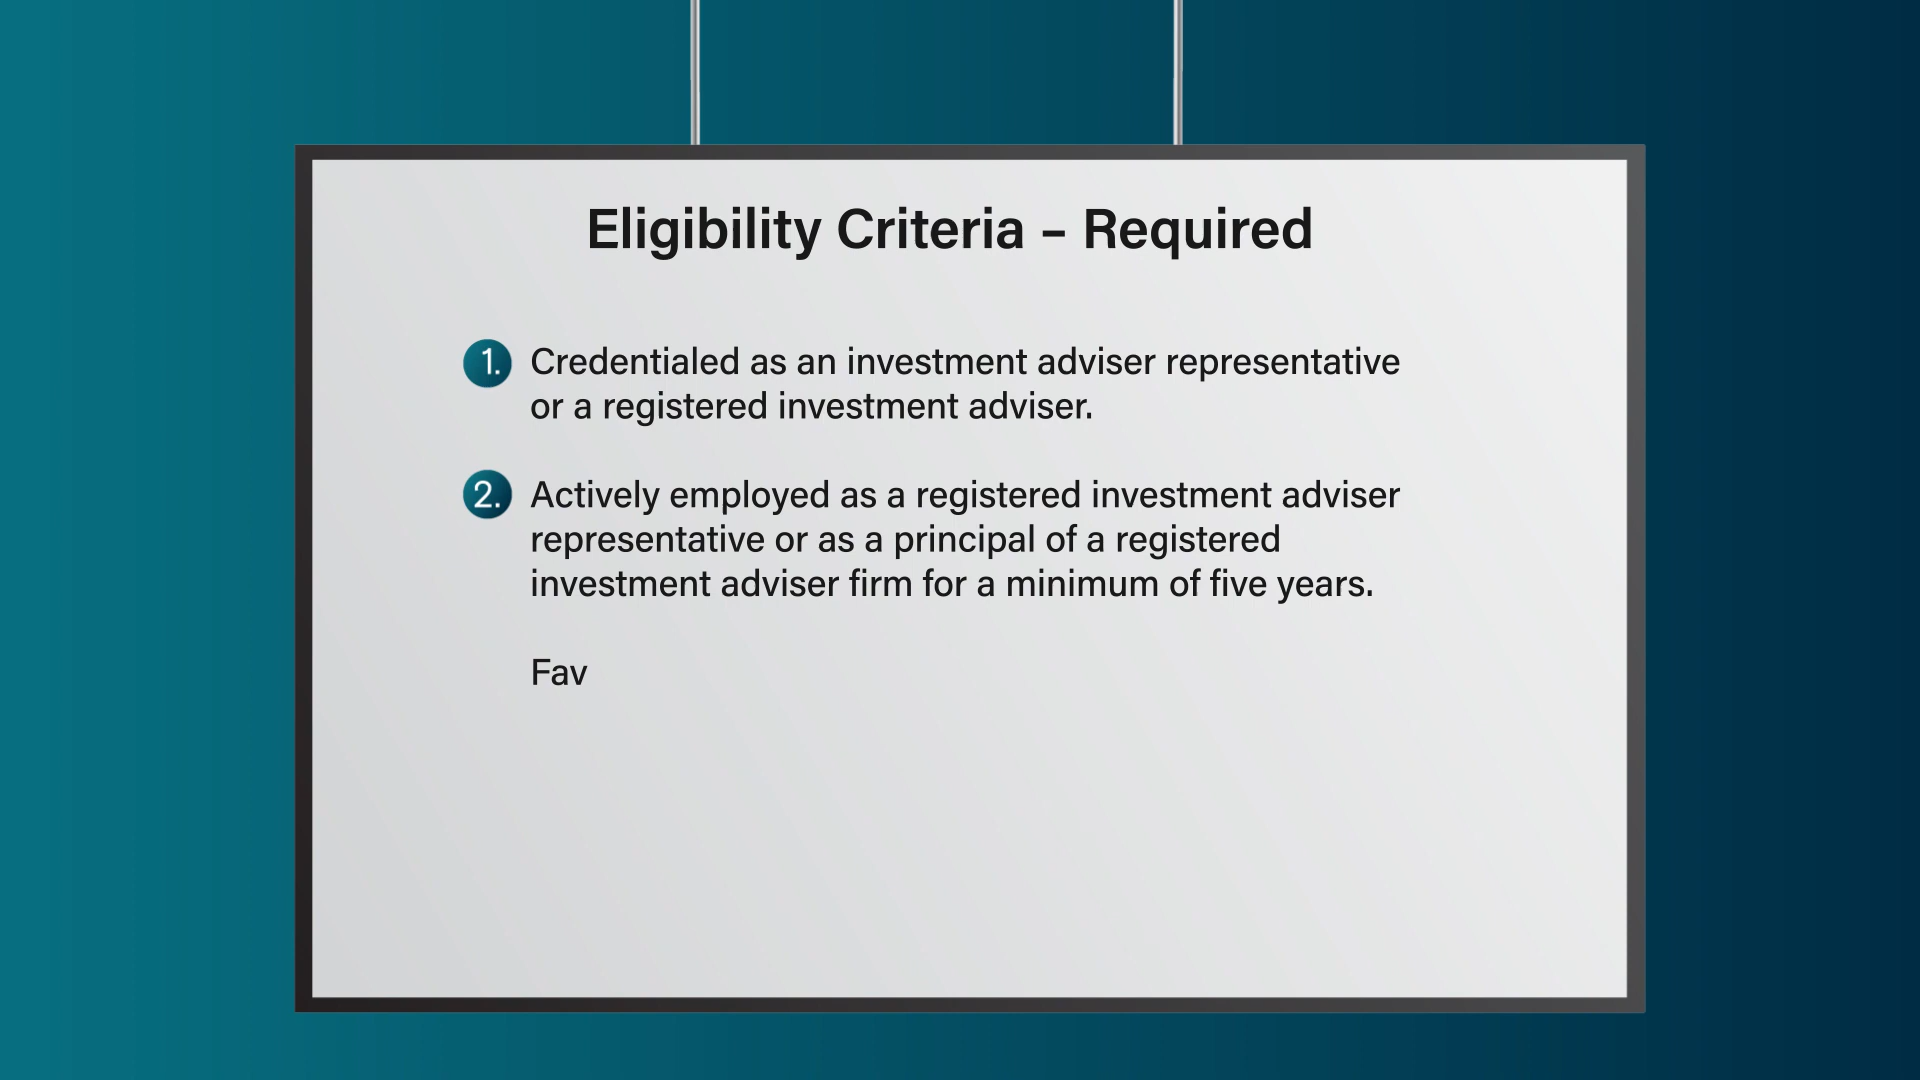 Eligibility Criteria – Required
1. Credentialed as an investment adviser representative
or a registered investment adviser.
2. Actively employed as a registered investment adviser
representative or as a principal of a registered
investment adviser firm for a minimum of five years.
Fav